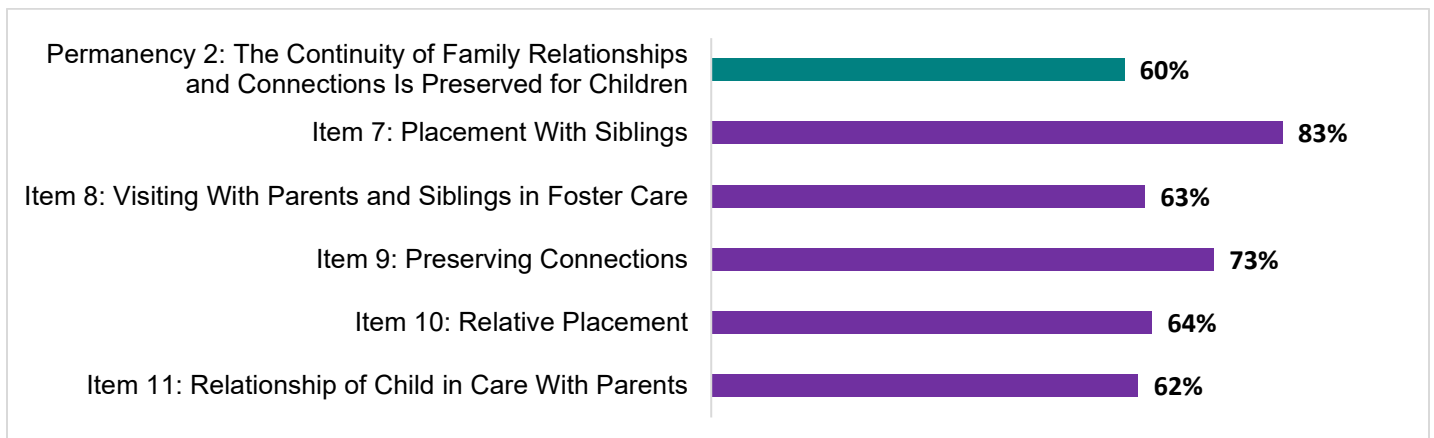 Permanency 2: The Continuity of Family Relationships
and Connections Is Preserved for Children
60%
Item 7: Placement With Siblings
83%
Item 8: Visiting With Parents and Siblings in Foster Care
63%
Item 9: Preserving Connections
73%
Item 10: Relative Placement
64%
Item 11: Relationship of Child in Care With Parents
62%